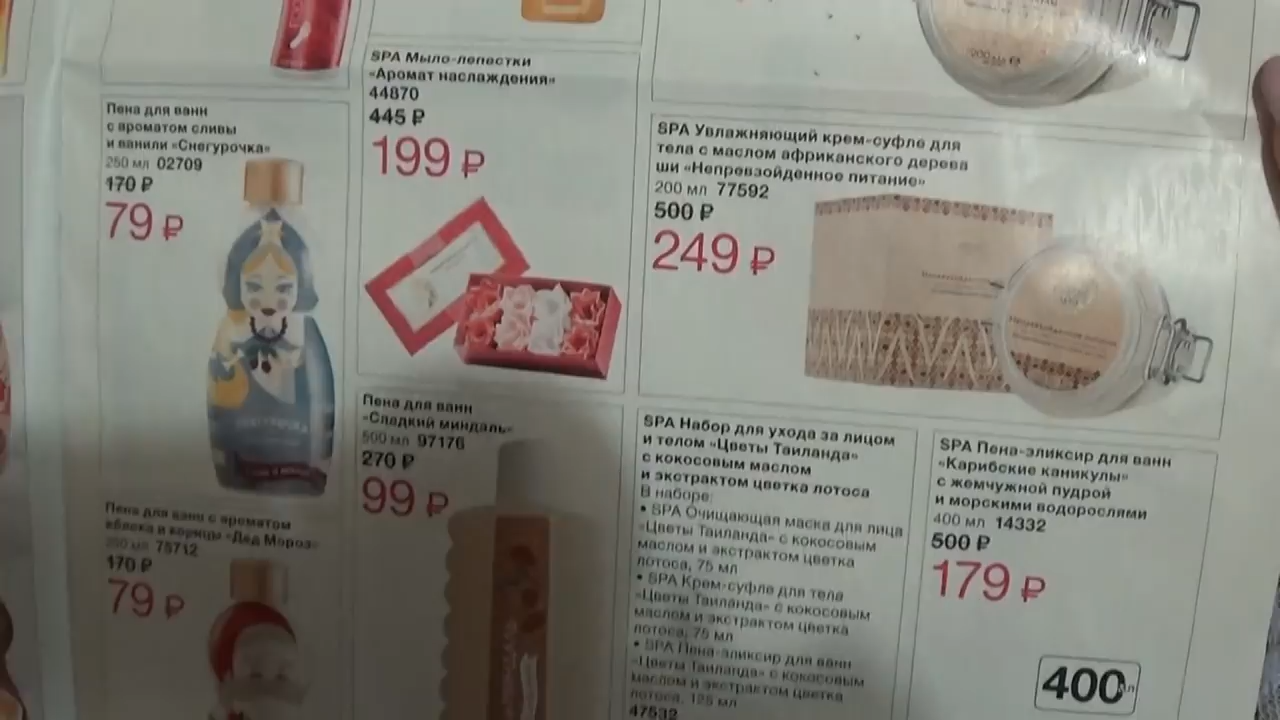 Пена для ванн
с ароматом сливы
и ванили «Снегурочка»
250 мл 02709
170 ₽
79 ₽
Пена для ванн с ароматом
яблока и корицы «Дед Мороз»
250 мл 75712
170 ₽
79 ₽
SPA Мыло-лепестки
«Аромат наслаждения»
44870
445 ₽
199 ₽
Пена для ванн
«Сладкий миндаль»
500 мл 97176
270 ₽
99 ₽
SPA Увлажняющий крем-суфле для
тела с маслом африканского дерева
ши «Непревзойденное питание»
200 мл 77592
500 ₽
249 ₽
SPA Набор для ухода за лицом
и телом «Цветы Таиланда»
с кокосовым маслом
и экстрактом цветка лотоса
В наборе:
• SPA Очищающая маска для лица
«Цветы Таиланда» с кокосовым
маслом и экстрактом цветка
лотоса, 75 мл
• SPA Крем-суфле для тела
«Цветы Таиланда» с кокосовым
маслом и экстрактом цветка
лотоса, 75 мл
• SPA Пена-эликсир для ванн
«Цветы Таиланда» с кокосовым
маслом и экстрактом цветка
лотоса, 125 мл
47532
SPA Пена-эликсир для ванн
«Карибские каникулы»
с жемчужной пудрой
и морскими водорослями
400 мл 14332
500 ₽
179 ₽
400 мл